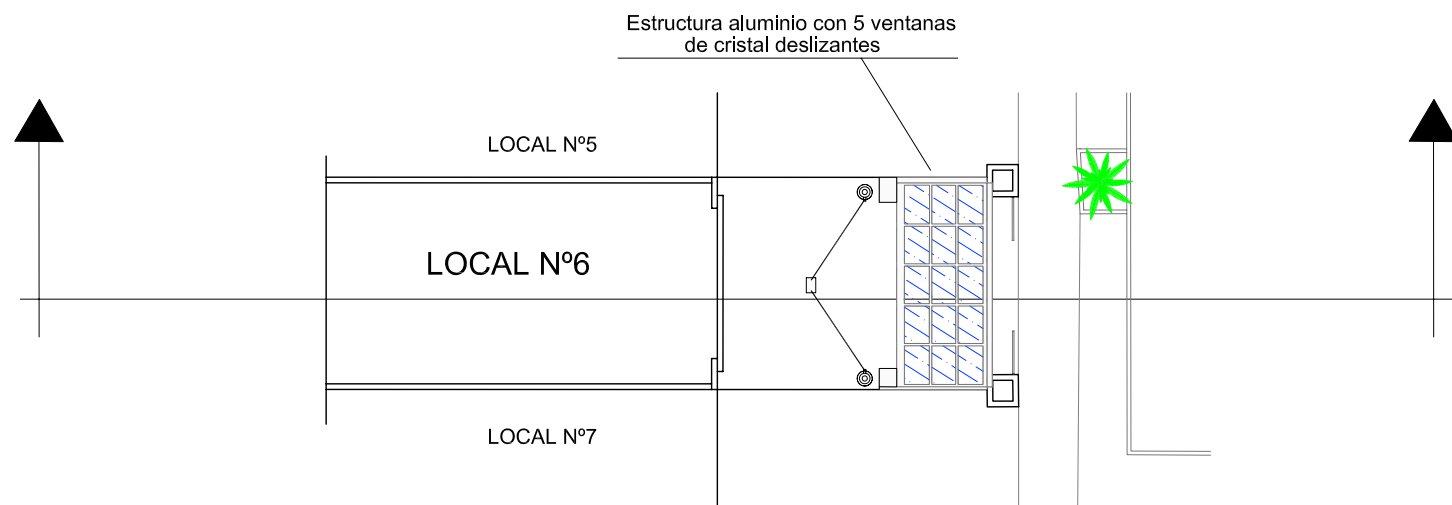 Estructura aluminio con 5 ventanas
de cristal deslizantes
LOCAL Nº5
LOCAL Nº6
LOCAL Nº7